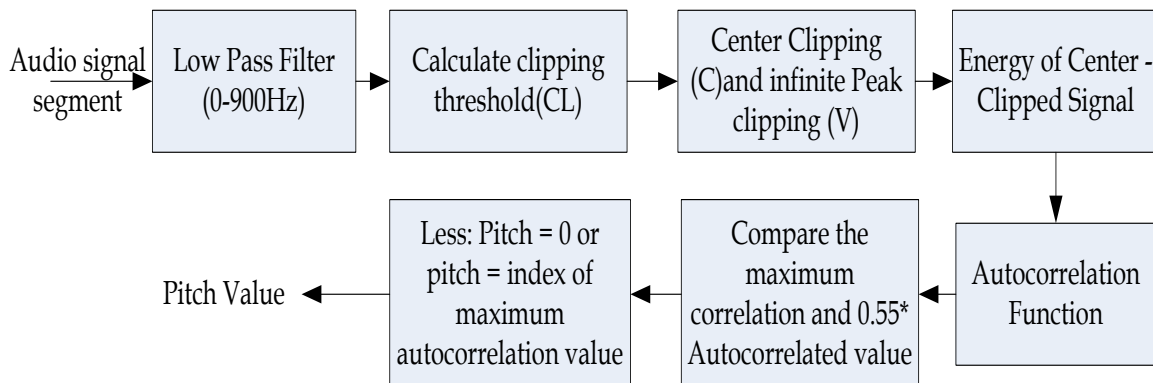 Audio signal
segment
Low Pass Filter
(0-900Hz)
Calculate clipping
threshold(CL)
Center Clipping
(C)and infinite Peak
clipping (V)
Energy of Center -
Clipped Signal
Autocorrelation
Function
Compare the
maximum
correlation and 0.55*
Autocorrelated value
Less: Pitch = 0 or
pitch = index of
maximum
autocorrelation value
Pitch Value